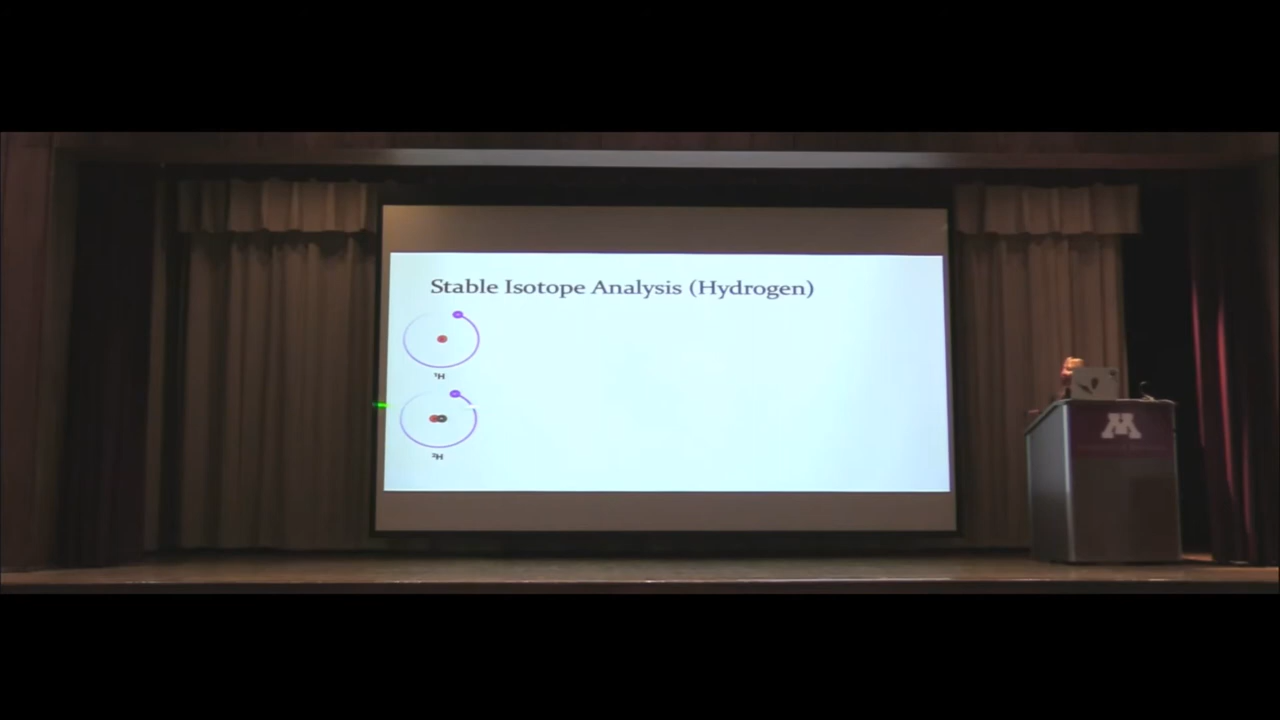 Stable Isotope Analysis (Hydrogen)
¹H
²H
M